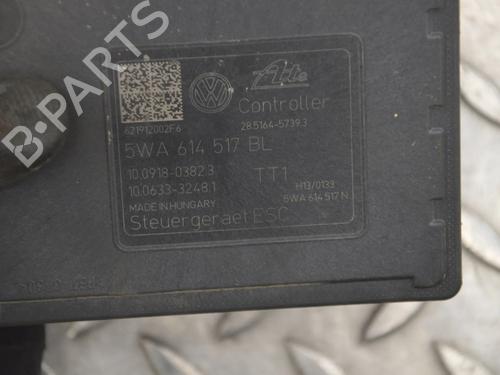 B-PARTS
Ate
Controller
621912002F6
28.5164-5739.3
5WA 614 517 BL
10.0918-0382.3
TT1
10.0633-3248.1
H13/0133
MADE IN HUNGARY
5WA 614 517 N
Steuergeraet ESC